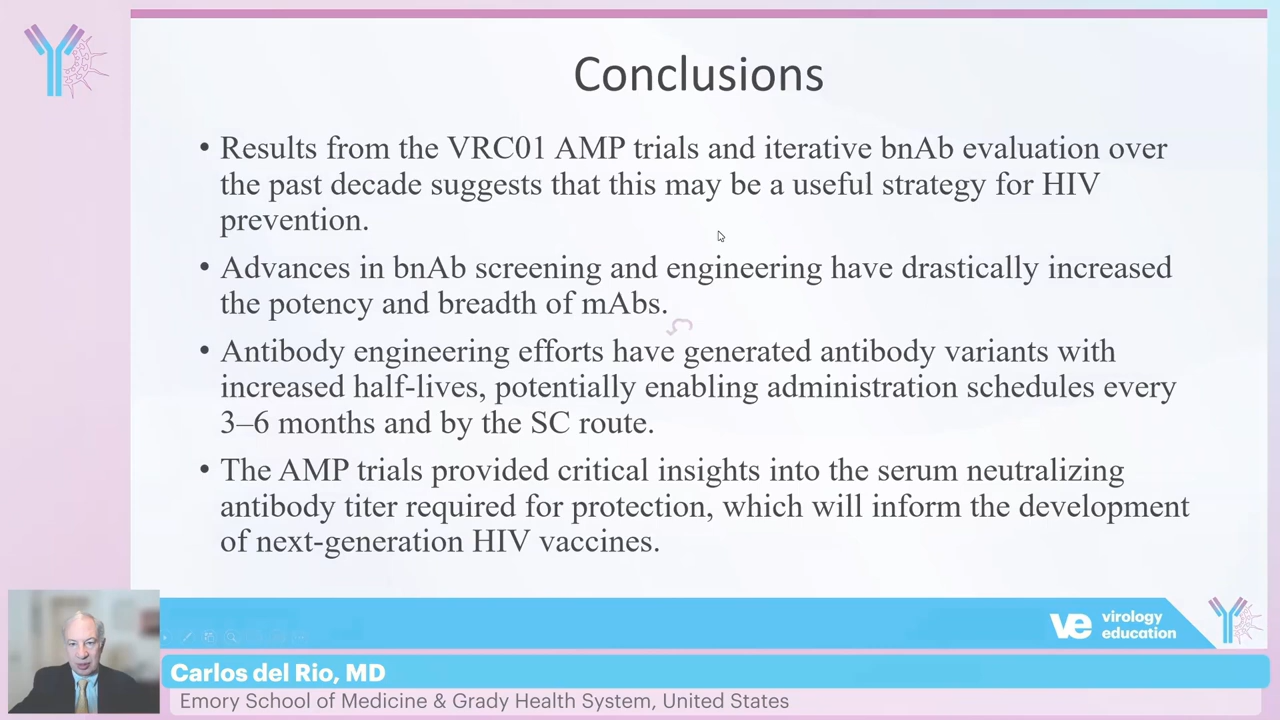 Conclusions
• Results from the VRC01 AMP trials and iterative bnAb evaluation over
the past decade suggests that this may be a useful strategy for HIV
prevention.
• Advances in bnAb screening and engineering have drastically increased
the potency and breadth of mAbs.
• Antibody engineering efforts have generated antibody variants with
increased half-lives, potentially enabling administration schedules every
3–6 months and by the SC route.
• The AMP trials provided critical insights into the serum neutralizing
antibody titer required for protection, which will inform the development
of next-generation HIV vaccines.
ve virology
education
Carlos del Rio, MD
Emory School of Medicine & Grady Health System, United States